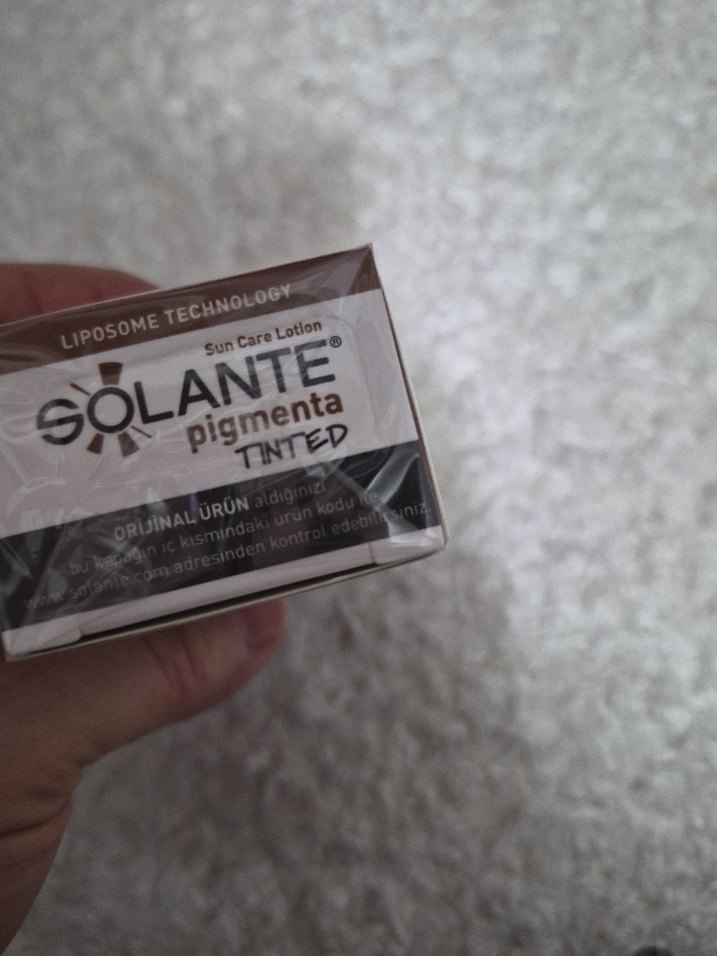 LIPOSOME TECHNOLOGY
Sun Care Lotion
SOLANTE®
pigmenta
TINTED
ORİJİNAL ÜRÜN aldığınızı
bu kapağın iç kısmındaki ürün kodu ile
www.solante.com adresinden kontrol edebilirsiniz.